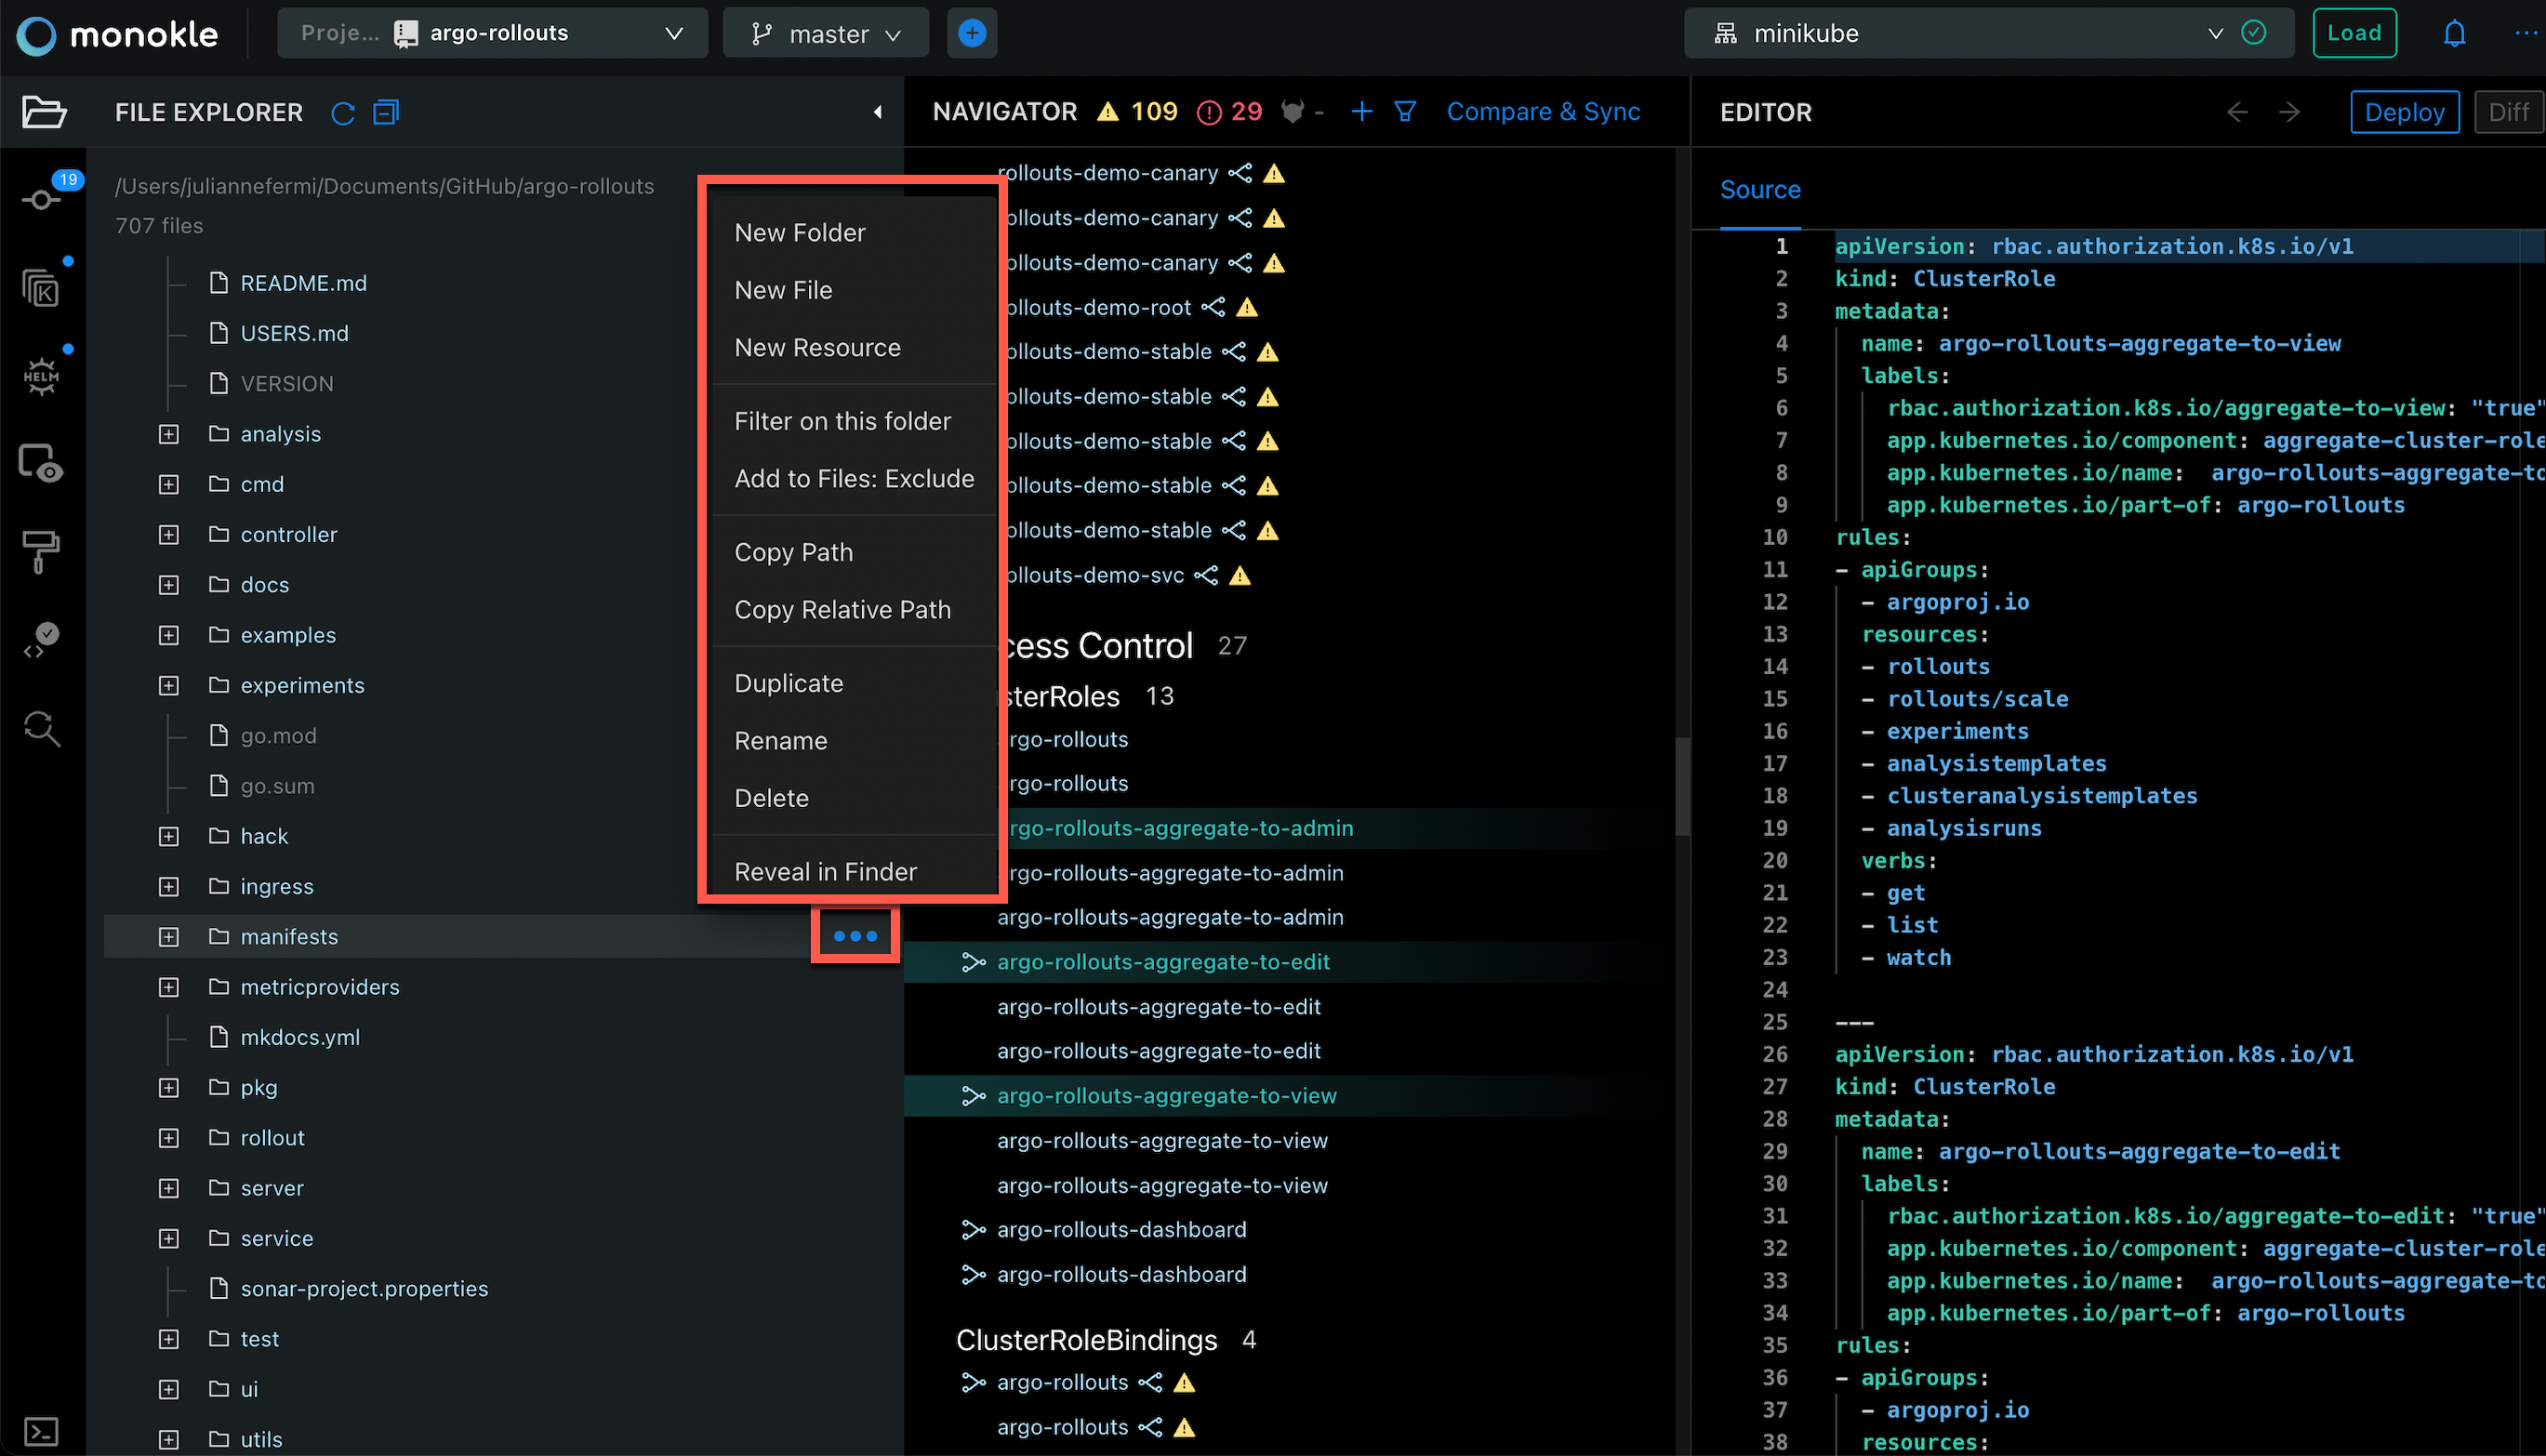 monokle
Proje... argo-rollouts
master
minikube
Load
FILE EXPLORER
/Users/juliannefermi/Documents/GitHub/argo-rollouts
707 files
19
K
HELM
README.md
USERS.md
VERSION
analysis
cmd
controller
docs
examples
experiments
go.mod
go.sum
hack
ingress
manifests
metricproviders
mkdocs.yml
pkg
rollout
server
service
sonar-project.properties
test
ui
utils
New Folder
New File
New Resource
Filter on this folder
Add to Files: Exclude
Copy Path
Copy Relative Path
Duplicate
Rename
Delete
Reveal in Finder
NAVIGATOR 109 29 - Compare & Sync
rollouts-demo-canary
ollouts-demo-canary
ollouts-demo-canary
ollouts-demo-root
ollouts-demo-stable
ollouts-demo-stable
ollouts-demo-stable
ollouts-demo-stable
ollouts-demo-stable
ollouts-demo-svc
cess Control 27
sterRoles 13
rgo-rollouts
rgo-rollouts
rgo-rollouts-aggregate-to-admin
rgo-rollouts-aggregate-to-admin
argo-rollouts-aggregate-to-admin
argo-rollouts-aggregate-to-edit
argo-rollouts-aggregate-to-edit
argo-rollouts-aggregate-to-edit
argo-rollouts-aggregate-to-view
argo-rollouts-aggregate-to-view
argo-rollouts-aggregate-to-view
argo-rollouts-dashboard
argo-rollouts-dashboard
ClusterRoleBindings 4
argo-rollouts
argo-rollouts
EDITOR
Deploy
Diff
Source
1 apiVersion: rbac.authorization.k8s.io/v1
2 kind: ClusterRole
3 metadata:
4 name: argo-rollouts-aggregate-to-view
5 labels:
6 rbac.authorization.k8s.io/aggregate-to-view: "true"
7 app.kubernetes.io/component: aggregate-cluster-role
8 app.kubernetes.io/name: argo-rollouts-aggregate-to
9 app.kubernetes.io/part-of: argo-rollouts
10 rules:
11 - apiGroups:
12 - argoproj.io
13 resources:
14 - rollouts
15 - rollouts/scale
16 - experiments
17 - analysistemplates
18 - clusteranalysistemplates
19 - analysisruns
20 verbs:
21 - get
22 - list
23 - watch
24
25 ---
26 apiVersion: rbac.authorization.k8s.io/v1
27 kind: ClusterRole
28 metadata:
29 name: argo-rollouts-aggregate-to-edit
30 labels:
31 rbac.authorization.k8s.io/aggregate-to-edit: "true"
32 app.kubernetes.io/component: aggregate-cluster-role
33 app.kubernetes.io/name: argo-rollouts-aggregate-to
34 app.kubernetes.io/part-of: argo-rollouts
35 rules:
36 - apiGroups:
37 - argoproj.io
38 resources: